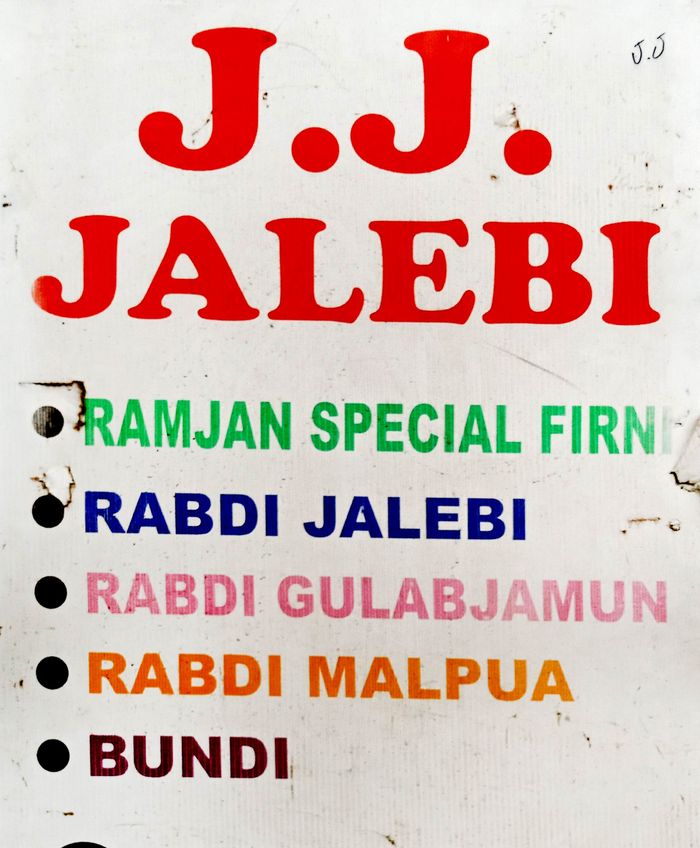 J.J
J.J.
JALEBI
RAMJAN SPECIAL FIRNI
RABDI JALEBI
RABDI GULABJAMUN
RABDI MALPUA
BUNDI